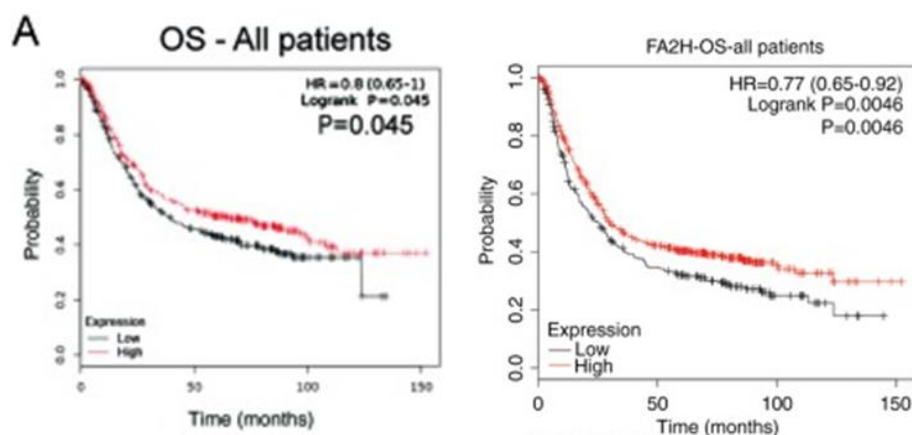 A
OS - All patients
HR=0.8 (0.65-1)
Logrank P=0.045
P=0.045
Probability
1.0
0.8
0.6
0.4
0.2
0.0
Expression
Low
High
0 50 100 150
Time (months)
FA2H-OS-all patients
HR=0.77 (0.65-0.92)
Logrank P=0.0046
P=0.0046
Probability
1.0
0.8
0.6
0.4
0.2
0.0
Expression
Low
High
0 50 100 150
Time (months)